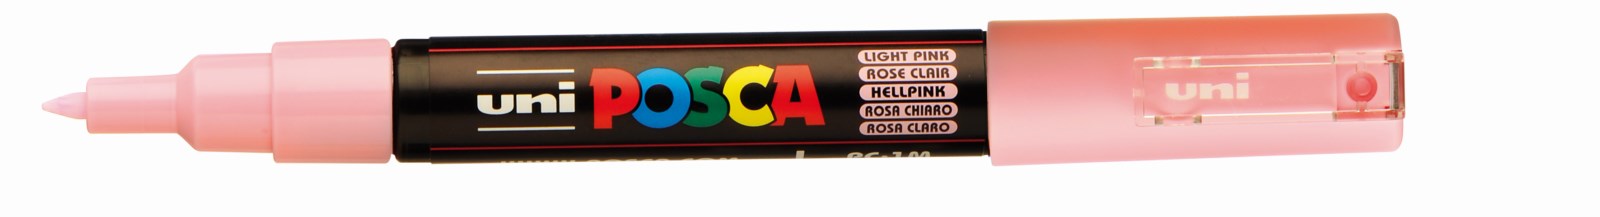 uni POSCA
LIGHT PINK
ROSE CLAIR
HELLPINK
ROSA CHIARO
ROSA CLARO
uni